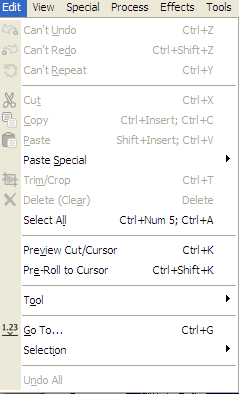 Edit View Special Process Effects Tools
Can't Undo Ctrl+Z
Can't Redo Ctrl+Shift+Z
Can't Repeat Ctrl+Y
Cut Ctrl+X
Copy Ctrl+Insert; Ctrl+C
Paste Shift+Insert; Ctrl+V
Paste Special
Trim/Crop Ctrl+T
Delete (Clear) Delete
Select All Ctrl+Num 5; Ctrl+A
Preview Cut/Cursor Ctrl+K
Pre-Roll to Cursor Ctrl+Shift+K
Tool
1.23 Go To... Ctrl+G
Selection
Undo All